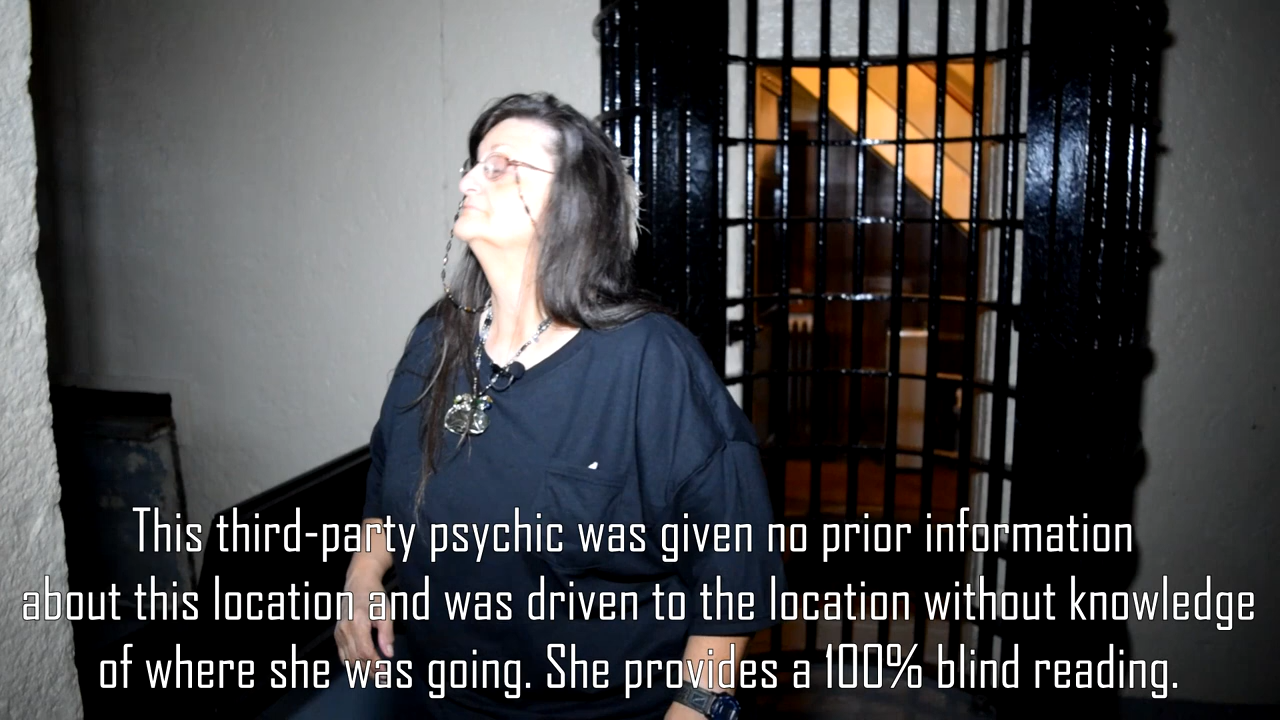 This third-party psychic was given no prior information
about this location and was driven to the location without knowledge
of where she was going. She provides a 100% blind reading.